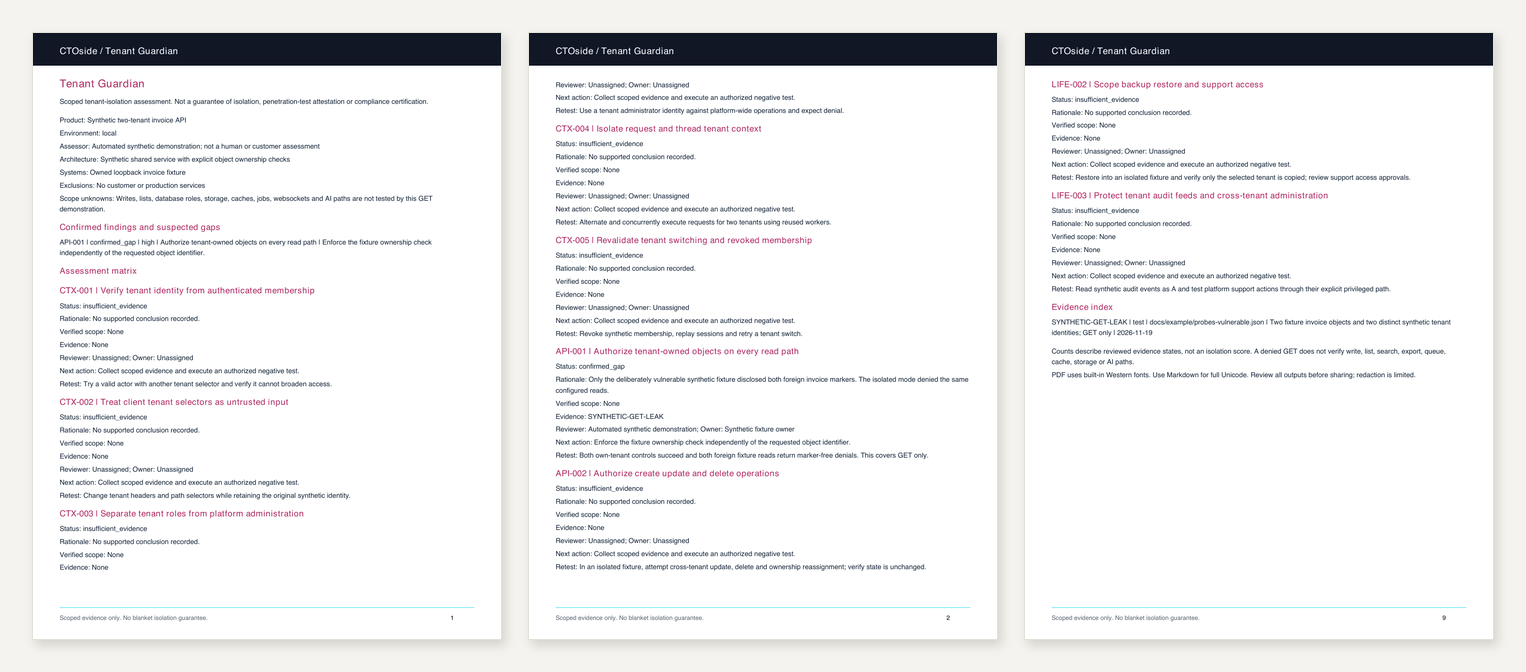 CTOside / Tenant Guardian
Tenant Guardian
Scoped tenant-isolation assessment. Not a guarantee of isolation, penetration-test attestation or compliance certification.
Product: Synthetic two-tenant invoice API
Environment: local
Assessor: Automated synthetic demonstration; not a human or customer assessment
Architecture: Synthetic shared service with explicit object ownership checks
Systems: Owned loopback invoice fixture
Exclusions: No customer or production services
Scope unknowns: Writes, lists, database roles, storage, caches, jobs, websockets and AI paths are not tested by this GET
demonstration.
Confirmed findings and suspected gaps
API-001 | confirmed_gap | high | Authorize tenant-owned objects on every read path | Enforce the fixture ownership check
independently of the requested object identifier.
Assessment matrix
CTX-001 | Verify tenant identity from authenticated membership
Status: insufficient_evidence
Rationale: No supported conclusion recorded.
Verified scope: None
Evidence: None
Reviewer: Unassigned; Owner: Unassigned
Next action: Collect scoped evidence and execute an authorized negative test.
Retest: Try a valid actor with another tenant selector and verify it cannot broaden access.
CTX-002 | Treat client tenant selectors as untrusted input
Status: insufficient_evidence
Rationale: No supported conclusion recorded.
Verified scope: None
Evidence: None
Reviewer: Unassigned; Owner: Unassigned
Next action: Collect scoped evidence and execute an authorized negative test.
Retest: Change tenant headers and path selectors while retaining the original synthetic identity.
CTX-003 | Separate tenant roles from platform administration
Status: insufficient_evidence
Rationale: No supported conclusion recorded.
Verified scope: None
Evidence: None
Scoped evidence only. No blanket isolation guarantee.
1
CTOside / Tenant Guardian
Reviewer: Unassigned; Owner: Unassigned
Next action: Collect scoped evidence and execute an authorized negative test.
Retest: Use a tenant administrator identity against platform-wide operations and expect denial.
CTX-004 | Isolate request and thread tenant context
Status: insufficient_evidence
Rationale: No supported conclusion recorded.
Verified scope: None
Evidence: None
Reviewer: Unassigned; Owner: Unassigned
Next action: Collect scoped evidence and execute an authorized negative test.
Retest: Alternate and concurrently execute requests for two tenants using reused workers.
CTX-005 | Revalidate tenant switching and revoked membership
Status: insufficient_evidence
Rationale: No supported conclusion recorded.
Verified scope: None
Evidence: None
Reviewer: Unassigned; Owner: Unassigned
Next action: Collect scoped evidence and execute an authorized negative test.
Retest: Revoke synthetic membership, replay sessions and retry a tenant switch.
API-001 | Authorize tenant-owned objects on every read path
Status: confirmed_gap
Rationale: Only the deliberately vulnerable synthetic fixture disclosed both foreign invoice markers. The isolated mode denied the same
configured reads.
Verified scope: None
Evidence: SYNTHETIC-GET-LEAK
Reviewer: Automated synthetic demonstration; Owner: Synthetic fixture owner
Next action: Enforce the fixture ownership check independently of the requested object identifier.
Retest: Both own-tenant controls succeed and both foreign fixture reads return marker-free denials. This covers GET only.
API-002 | Authorize create update and delete operations
Status: insufficient_evidence
Rationale: No supported conclusion recorded.
Verified scope: None
Evidence: None
Reviewer: Unassigned; Owner: Unassigned
Next action: Collect scoped evidence and execute an authorized negative test.
Retest: In an isolated fixture, attempt cross-tenant update, delete and ownership reassignment; verify state is unchanged.
Scoped evidence only. No blanket isolation guarantee.
2
CTOside / Tenant Guardian
LIFE-002 | Scope backup restore and support access
Status: insufficient_evidence
Rationale: No supported conclusion recorded.
Verified scope: None
Evidence: None
Reviewer: Unassigned; Owner: Unassigned
Next action: Collect scoped evidence and execute an authorized negative test.
Retest: Restore into an isolated fixture and verify only the selected tenant is copied; review support access approvals.
LIFE-003 | Protect tenant audit feeds and cross-tenant administration
Status: insufficient_evidence
Rationale: No supported conclusion recorded.
Verified scope: None
Evidence: None
Reviewer: Unassigned; Owner: Unassigned
Next action: Collect scoped evidence and execute an authorized negative test.
Retest: Read synthetic audit events as A and test platform support actions through their explicit privileged path.
Evidence index
SYNTHETIC-GET-LEAK | test | docs/example/probes-vulnerable.json | Two fixture invoice objects and two distinct synthetic tenant
identities; GET only | 2026-11-19
Counts describe reviewed evidence states, not an isolation score. A denied GET does not verify write, list, search, export, queue,
cache, storage or AI paths.
PDF uses built-in Western fonts. Use Markdown for full Unicode. Review all outputs before sharing; redaction is limited.
Scoped evidence only. No blanket isolation guarantee.
9